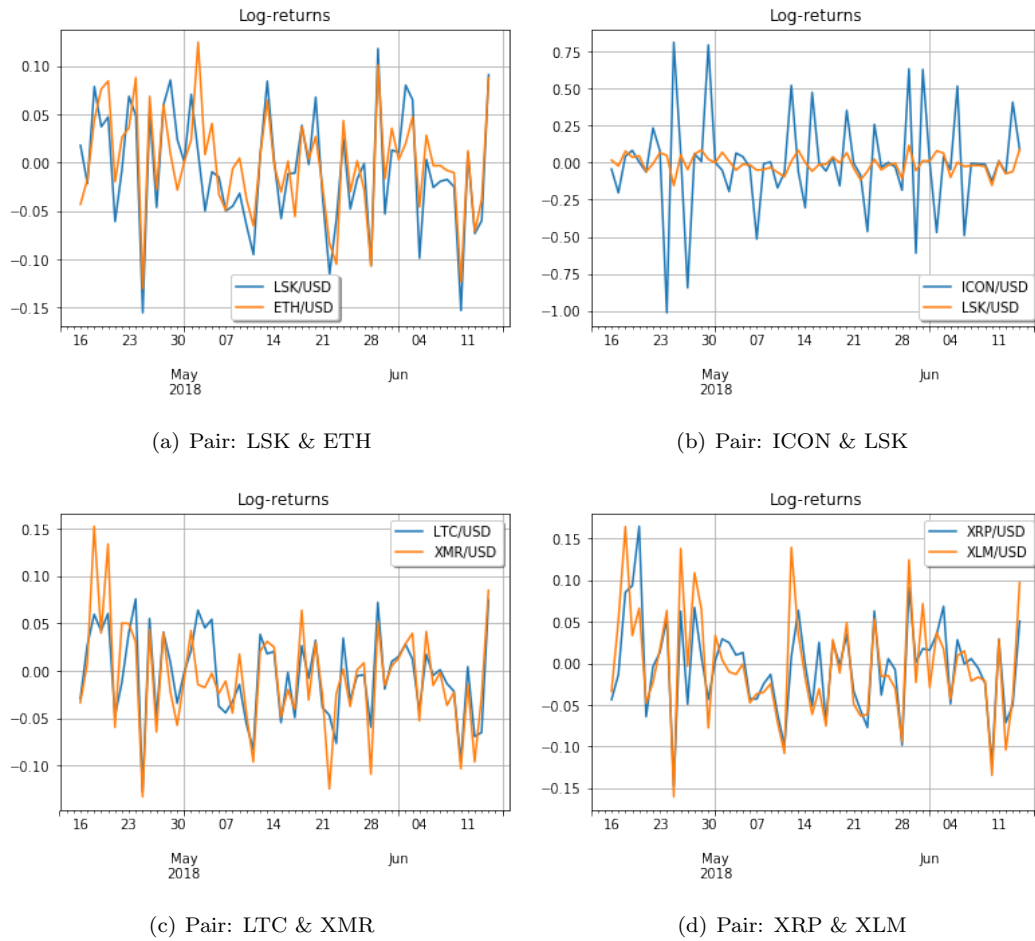 Log-returns
0.10
0.05
0.00
−0.05
−0.10
−0.15
LSK/USD
ETH/USD
16 23 30 07 14 21 28 04 11
May Jun
2018
(a) Pair: LSK & ETH
Log-returns
0.75
0.50
0.25
0.00
−0.25
−0.50
−0.75
−1.00
ICON/USD
LSK/USD
16 23 30 07 14 21 28 04 11
May Jun
2018
(b) Pair: ICON & LSK
Log-returns
LTC/USD
XMR/USD
0.15
0.10
0.05
0.00
−0.05
−0.10
16 23 30 07 14 21 28 04 11
May Jun
2018
(c) Pair: LTC & XMR
Log-returns
XRP/USD
XLM/USD
0.15
0.10
0.05
0.00
−0.05
−0.10
−0.15
16 23 30 07 14 21 28 04 11
May Jun
2018
(d) Pair: XRP & XLM